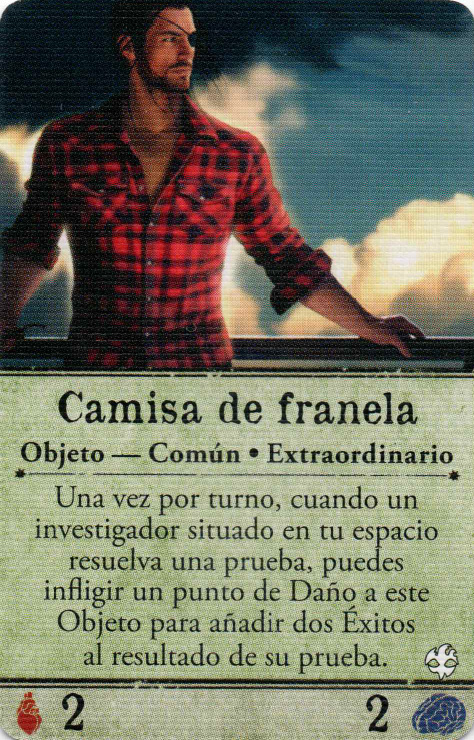 Camisa de franela
Objeto — Común • Extraordinario
Una vez por turno, cuando un
investigador situado en tu espacio
resuelva una prueba, puedes
infligir un punto de Daño a este
Objeto para añadir dos Éxitos
al resultado de su prueba.
2 2